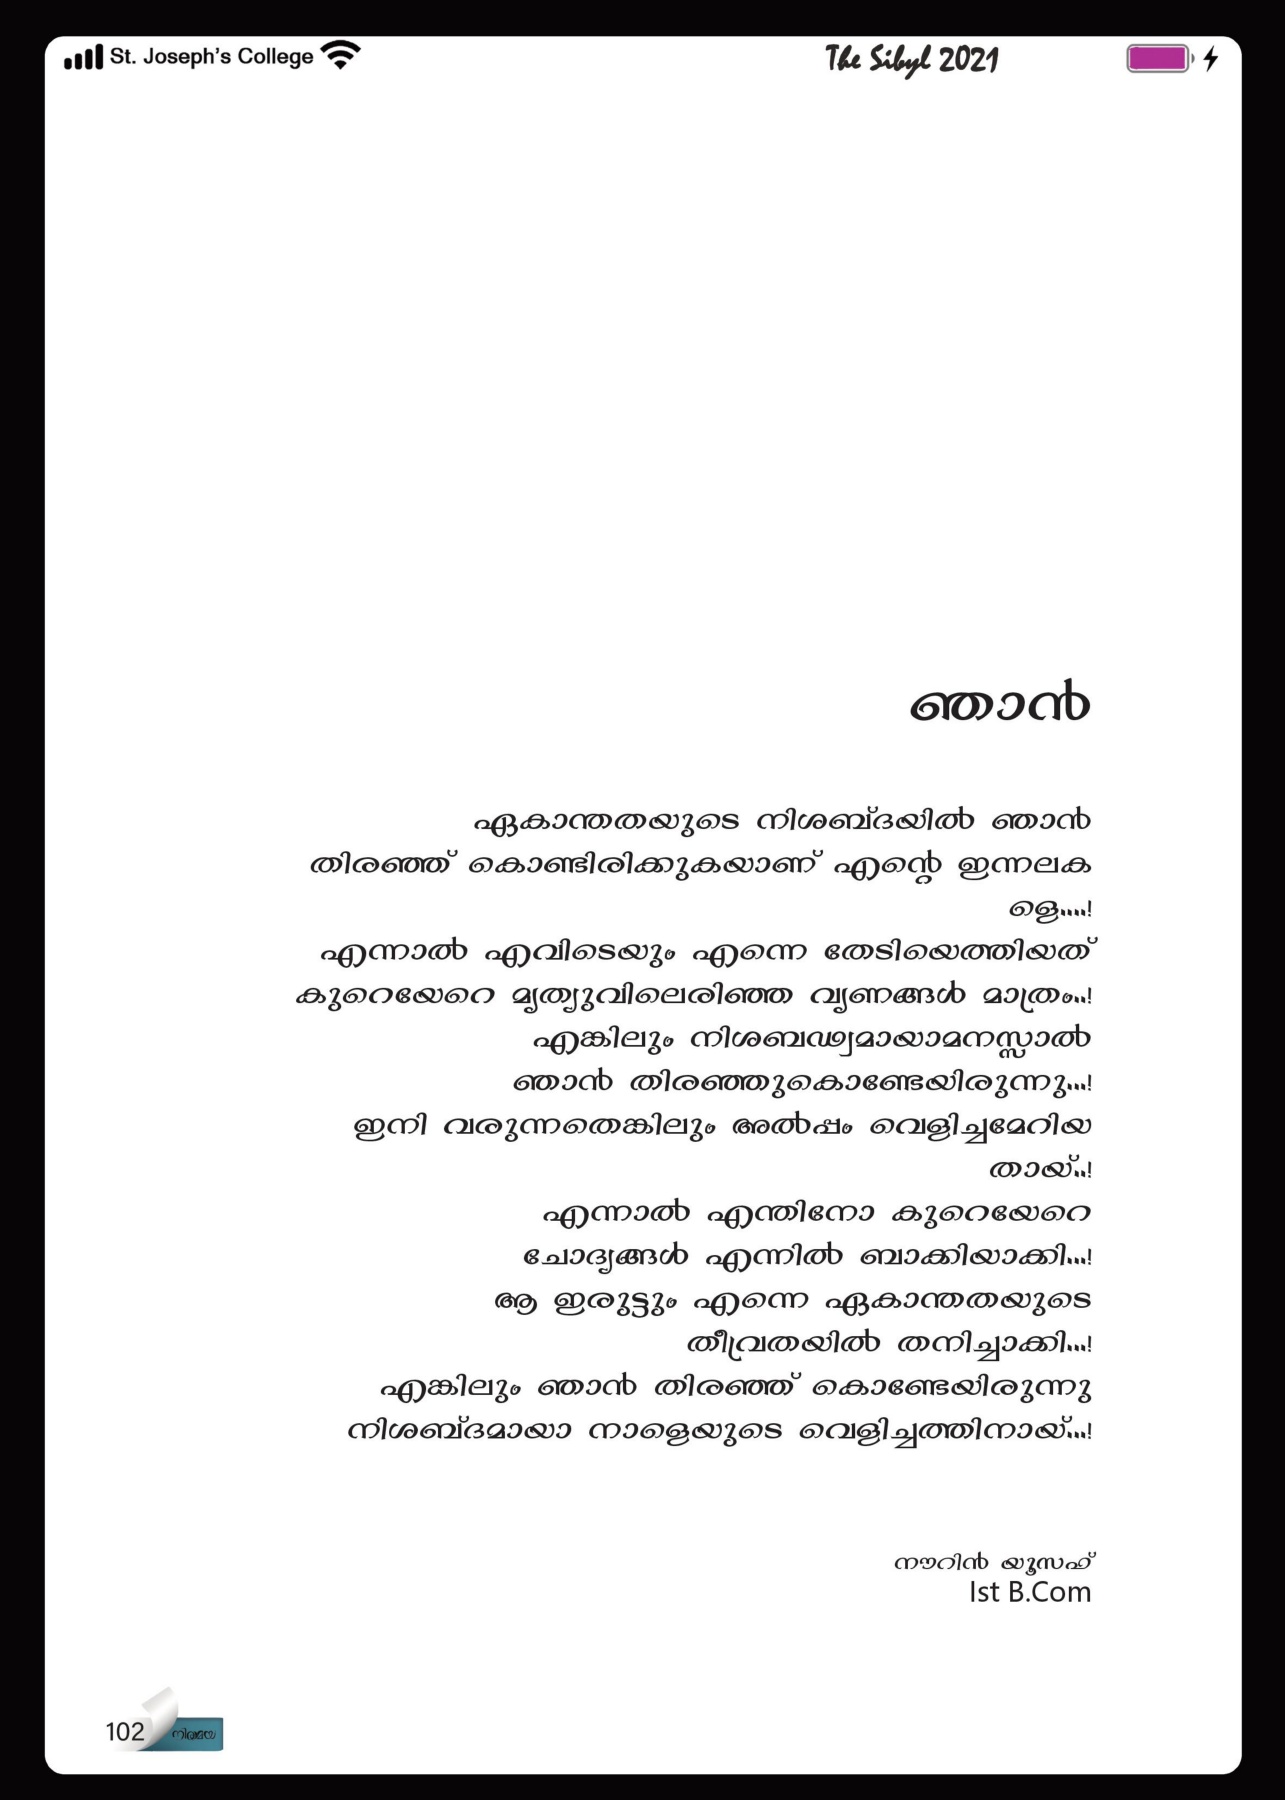 St. Joseph's College
The Sibyl 2021
ഞാൻ
ഏകാന്തതയുടെ നിശബ്ദയിൽ ഞാൻ
തിരഞ്ഞ് കൊണ്ടിരിക്കുകയാണ് എന്റെ ഇന്നലക
ളെ....!
എന്നാൽ എവിടെയും എന്നെ തേടിയെത്തിയത്
കുറെയേറെ മൃത്യുവിലെരിഞ്ഞ വൃണങ്ങൾ മാത്രം..!
എങ്കിലും നിശബഢ്യമായാമനസ്സാൽ
ഞാൻ തിരഞ്ഞുകൊണ്ടേയിരുന്നു...!
ഇനി വരുന്നതെങ്കിലും അൽപ്പം വെളിച്ചമേറിയ
തായ്..!
എന്നാൽ എന്തിനോ കുറെയേറെ
ചോദ്യങ്ങൾ എന്നിൽ ബാക്കിയാക്കി...!
ആ ഇരുട്ടും എന്നെ ഏകാന്തതയുടെ
തീവ്രതയിൽ തനിച്ചാക്കി...!
എങ്കിലും ഞാൻ തിരഞ്ഞ് കൊണ്ടേയിരുന്നു
നിശബ്ദമായാ നാളെയുടെ വെളിച്ചത്തിനായ്...!
നൗറിൻ യൂസഫ്
Ist B.Com
102